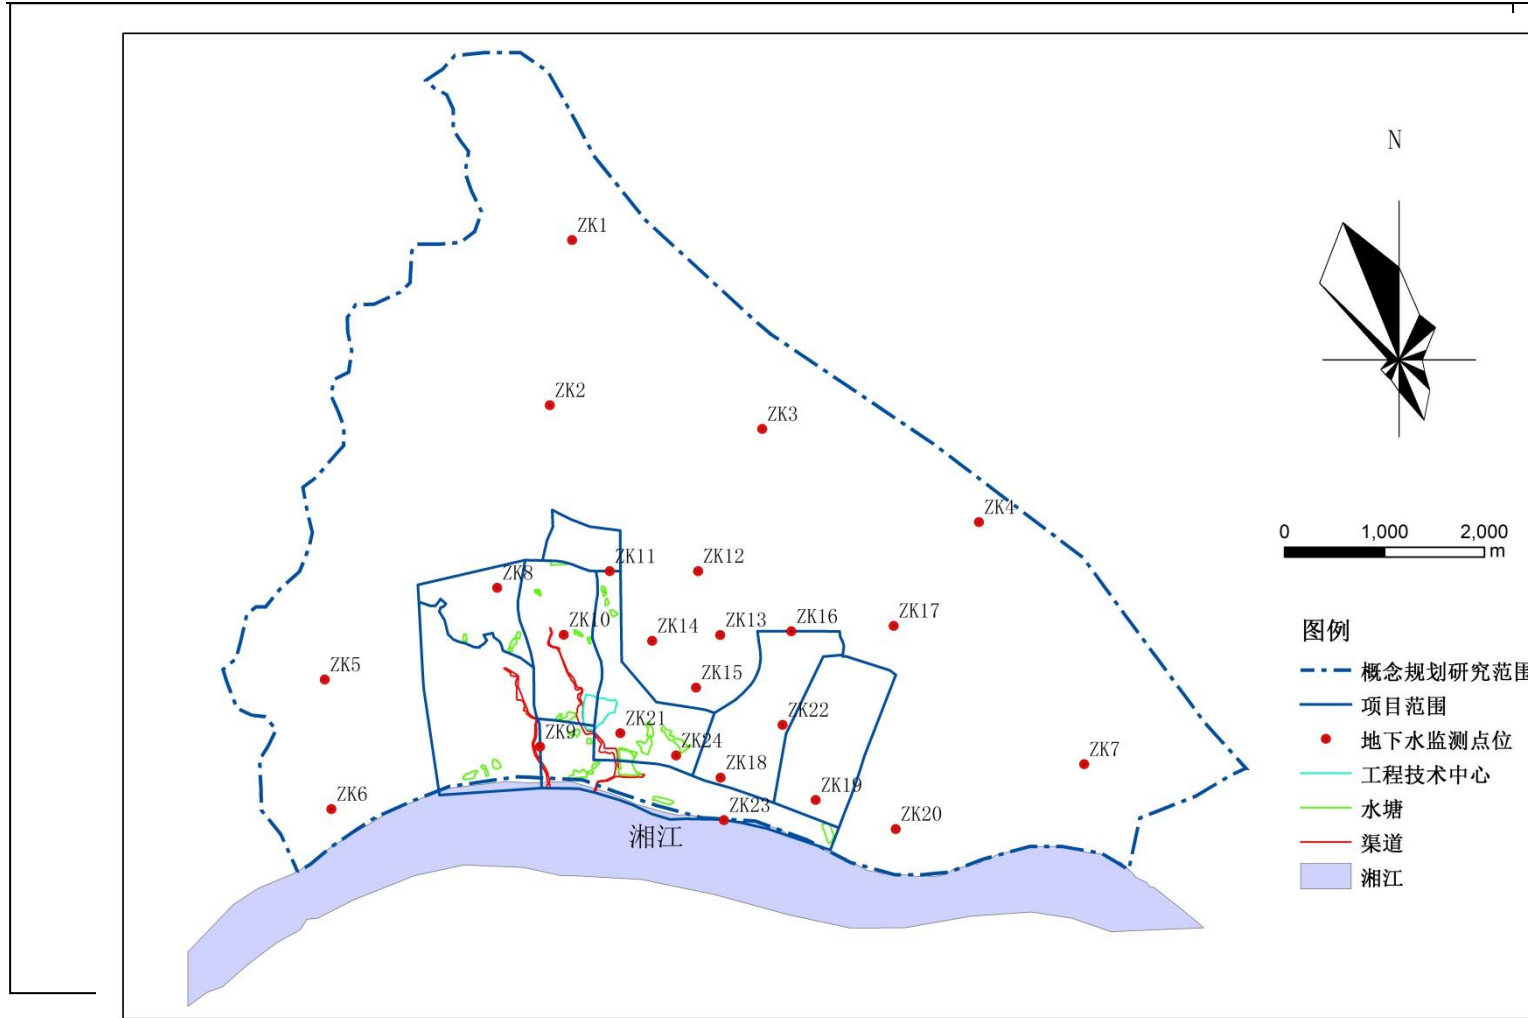 N
ZK1
ZK2
ZK3
ZK4
0 1,000 2,000
m
ZK11
ZK12
ZK8
ZK10
ZK14
ZK13
ZK16
ZK17
图例
ZK5
ZK15
概念规划研究范围
项目范围
ZK9
ZK21
ZK22
地下水监测点位
ZK24
ZK18
ZK7
工程技术中心
ZK6
ZK19
水塘
ZK23
ZK20
湘江
渠道
湘江